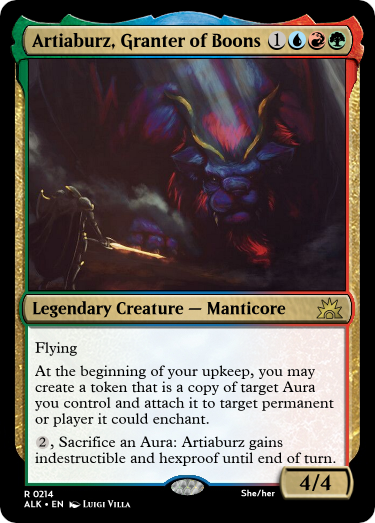 Artiaburz, Granter of Boons 1
Legendary Creature — Manticore
Flying
At the beginning of your upkeep, you may
create a token that is a copy of target Aura
you control and attach it to target permanent
or player it could enchant.
2, Sacrifice an Aura: Artiaburz gains
indestructible and hexproof until end of turn.
4/4
R 0214
She/her
ALK • EN Luigi Villa